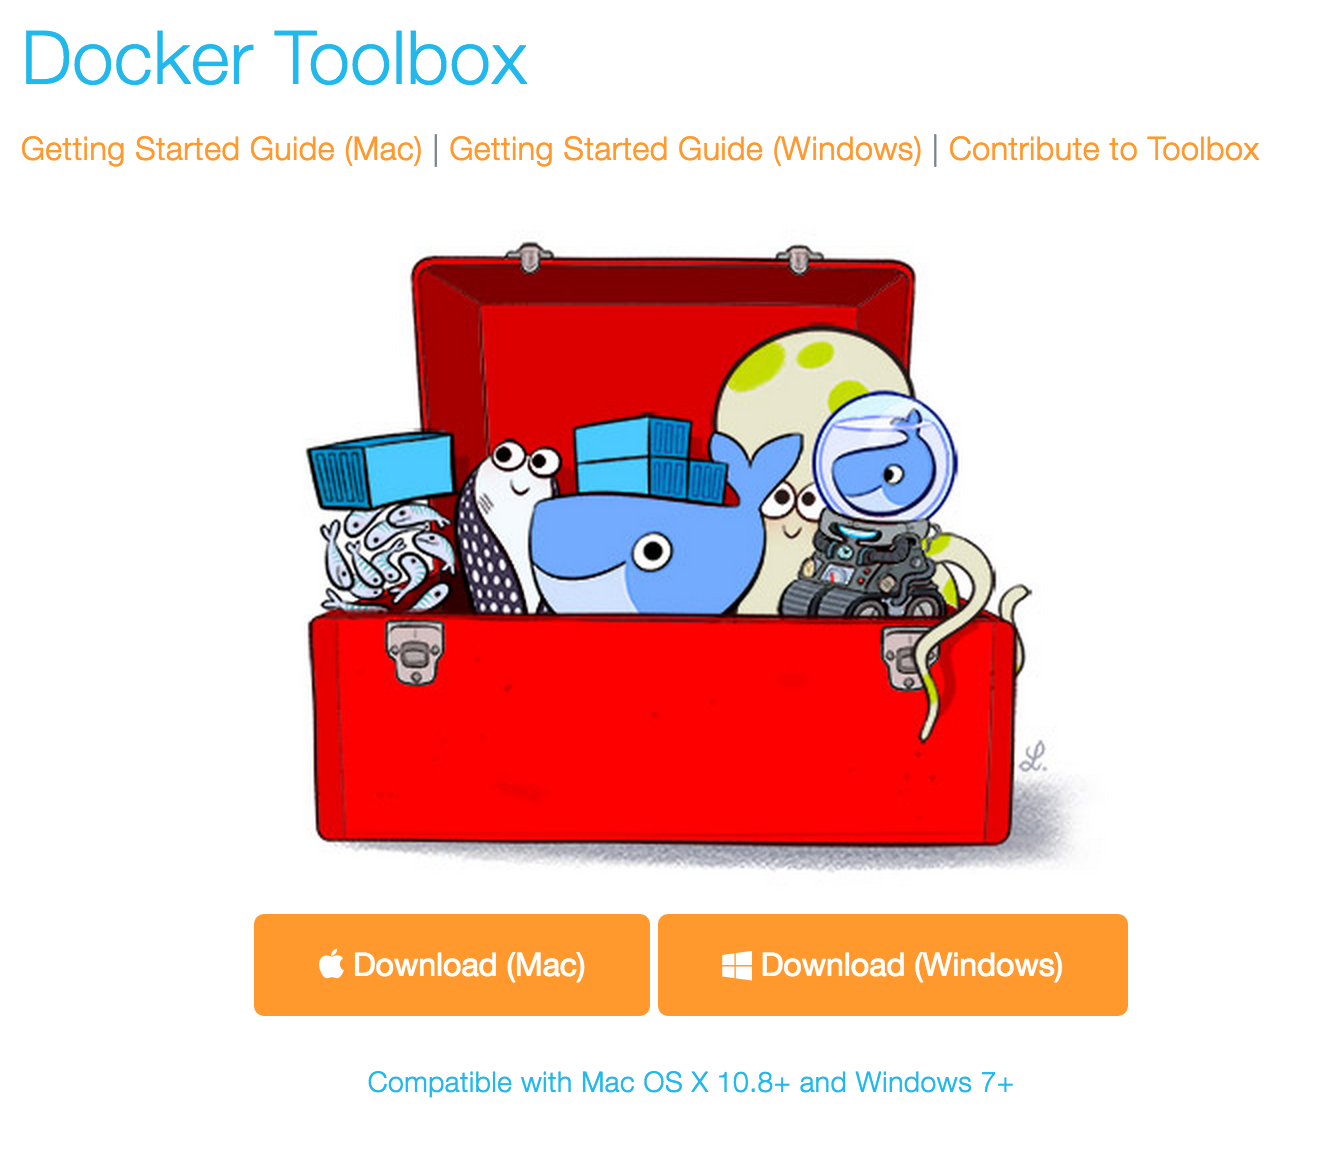 Docker Toolbox
Getting Started Guide (Mac) | Getting Started Guide (Windows) | Contribute to Toolbox
L.
Download (Mac)
Download (Windows)
Compatible with Mac OS X 10.8+ and Windows 7+